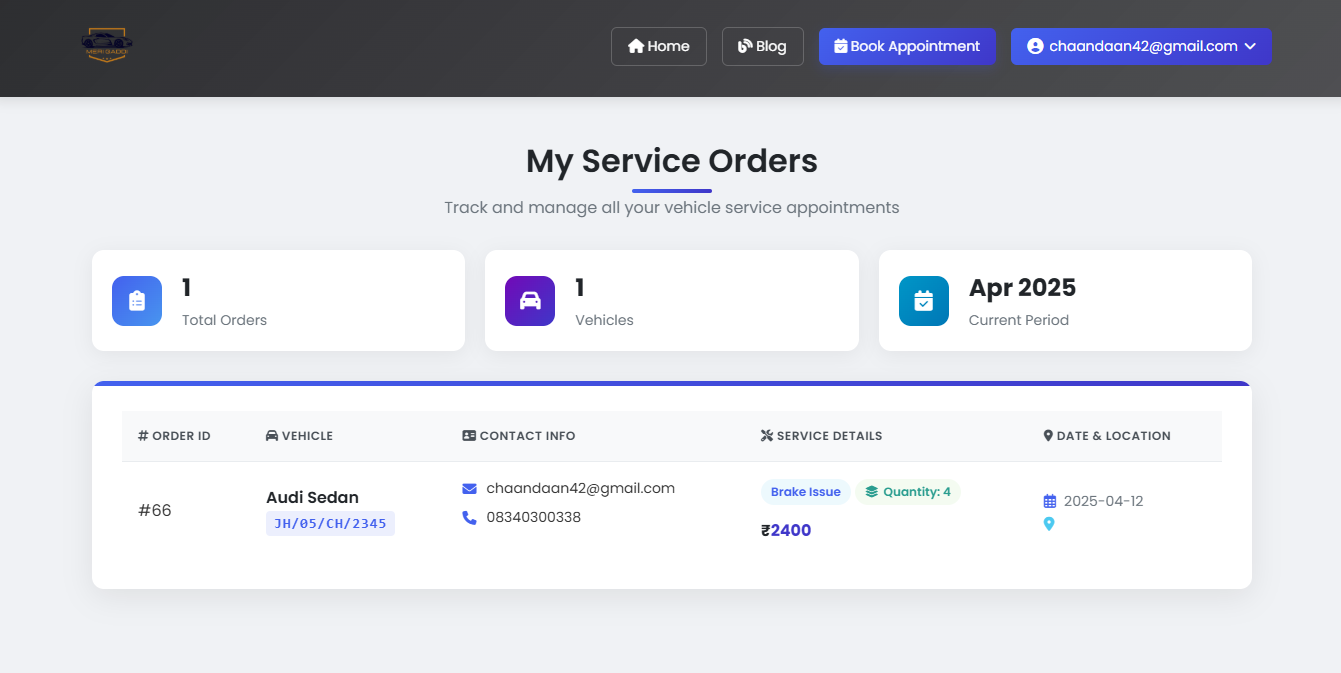 MERI GADDI
Home
Blog
Book Appointment
chaandaan42@gmail.com
My Service Orders
Track and manage all your vehicle service appointments
1
Total Orders
1
Vehicles
Apr 2025
Current Period
# ORDER ID
VEHICLE
CONTACT INFO
SERVICE DETAILS
DATE & LOCATION
#66
Audi Sedan
JH/05/CH/2345
chaandaan42@gmail.com
08340300338
Brake Issue
Quantity: 4
₹2400
2025-04-12